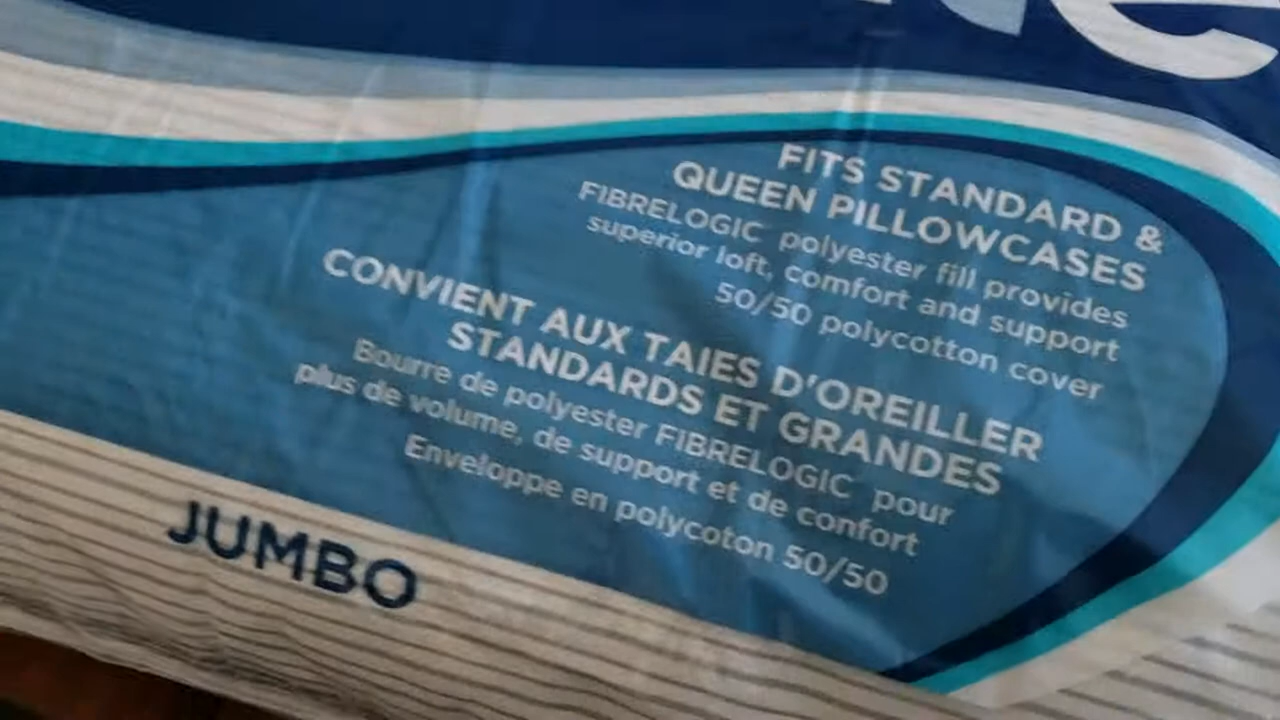 FITS STANDARD &
QUEEN PILLOWCASES
FIBRELOGIC polyester fill provides
superior loft, comfort and support
50/50 polycotton cover
CONVIENT AUX TAIES D'OREILLER
STANDARDS ET GRANDES
Bourre de polyester FIBRELOGIC pour
plus de volume, de support et de confort
Enveloppe en polycoton 50/50
JUMBO